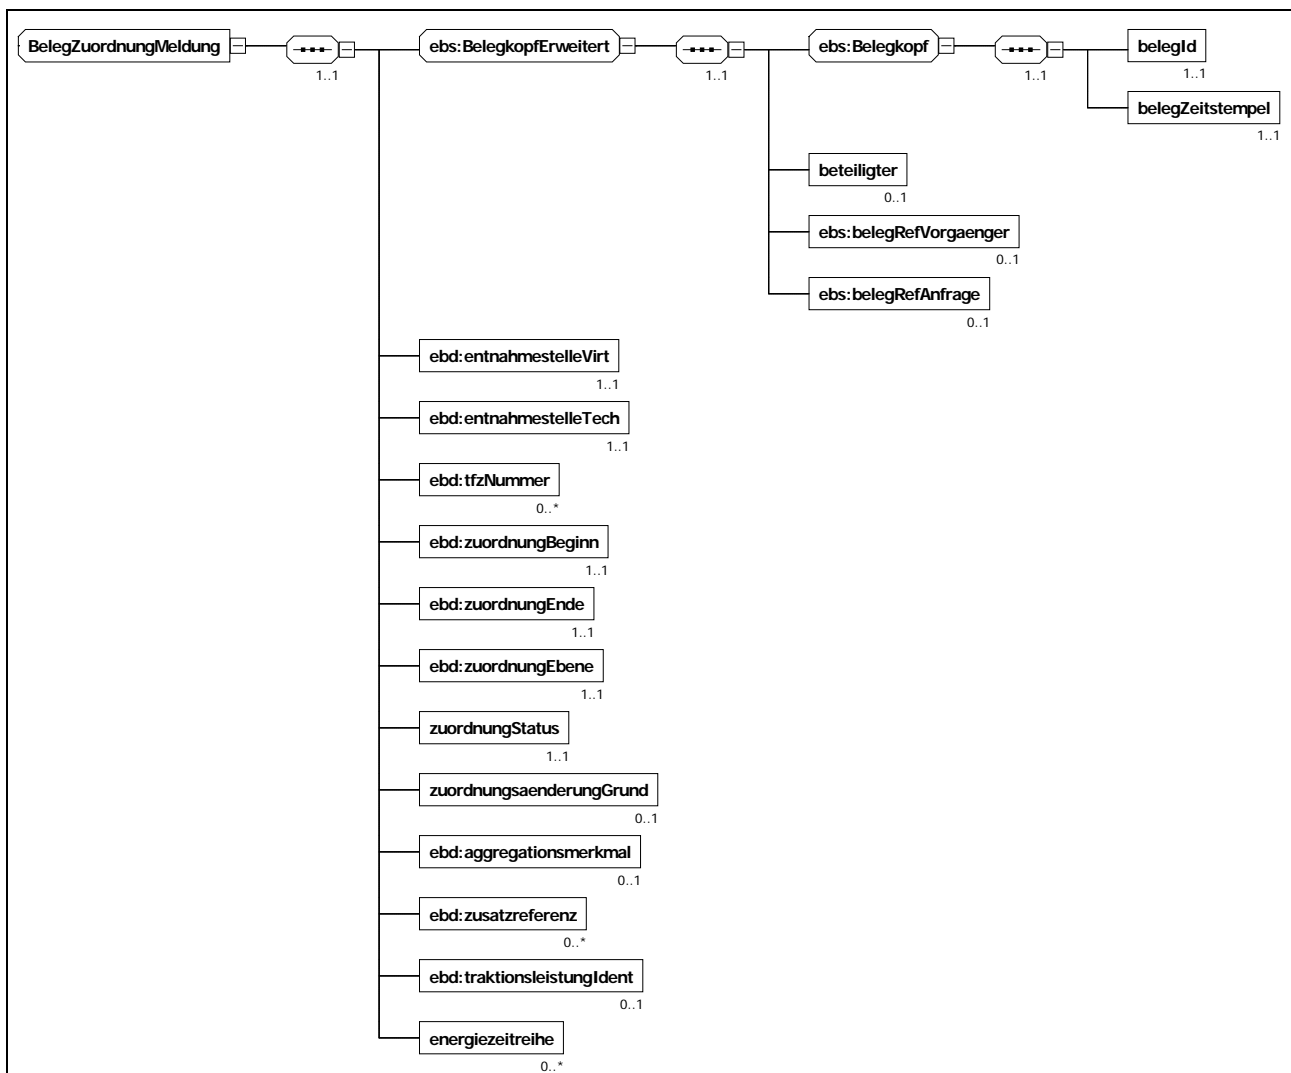 BelegZuordnungMeldung
1..1
ebs:BelegkopfErweitert
1..1
ebs:Belegkopf
1..1
belegId
1..1
belegZeitstempel
1..1
beteiligter
0..1
ebs:belegRefVorgaenger
0..1
ebs:belegRefAnfrage
0..1
ebd:entnahmestelleVirt
1..1
ebd:entnahmestelleTech
1..1
ebd:tfzNummer
0..*
ebd:zuordnungBeginn
1..1
ebd:zuordnungEnde
1..1
ebd:zuordnungEbene
1..1
zuordnungStatus
1..1
zuordnungsaenderungGrund
0..1
ebd:aggregationsmerkmal
0..1
ebd:zusatzreferenz
0..*
ebd:traktionsleistungIdent
0..1
energiezeitreihe
0..*